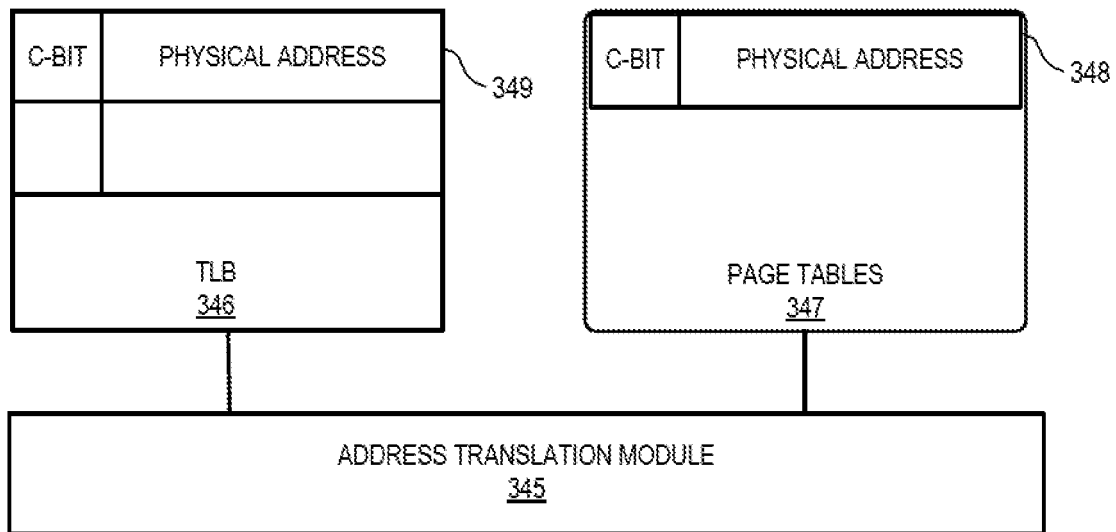 C-BIT PHYSICAL ADDRESS
349
C-BIT PHYSICAL ADDRESS
348
TLB
346
PAGE TABLES
347
ADDRESS TRANSLATION MODULE
345